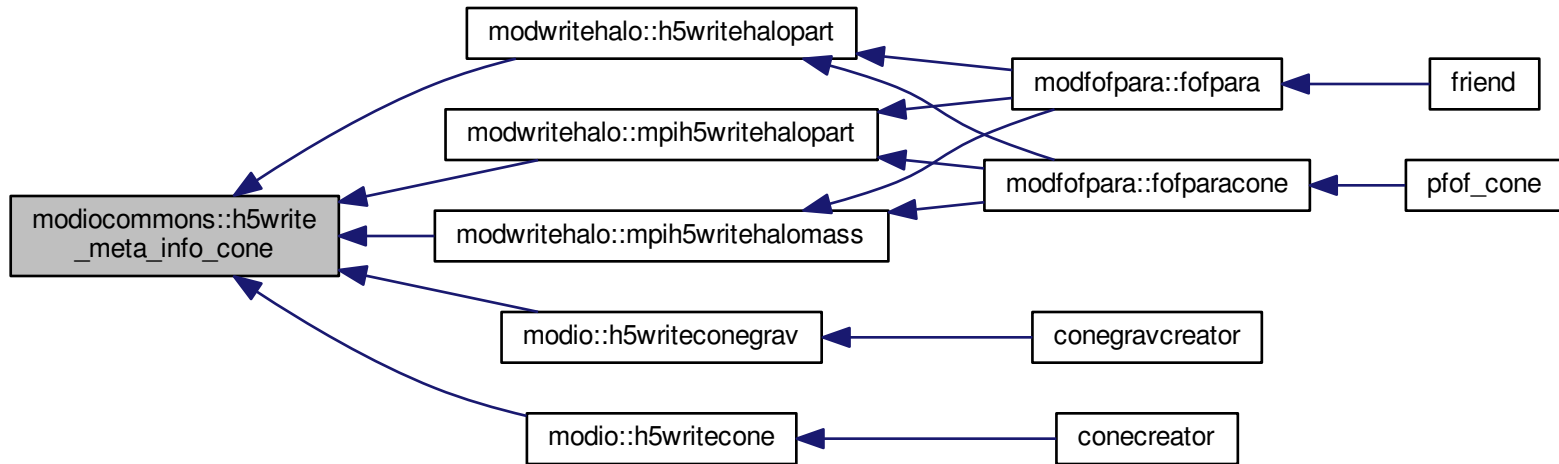 modwritehalo::h5writehalopart
modfofpara::fofpara
friend
modwritehalo::mpih5writehalopart
modfofpara::fofparacone
pfof_cone
modiocommons::h5write
_meta_info_cone
modwritehalo::mpih5writehalomass
modio::h5writeconegrav
conegravcreator
modio::h5writecone
conecreator